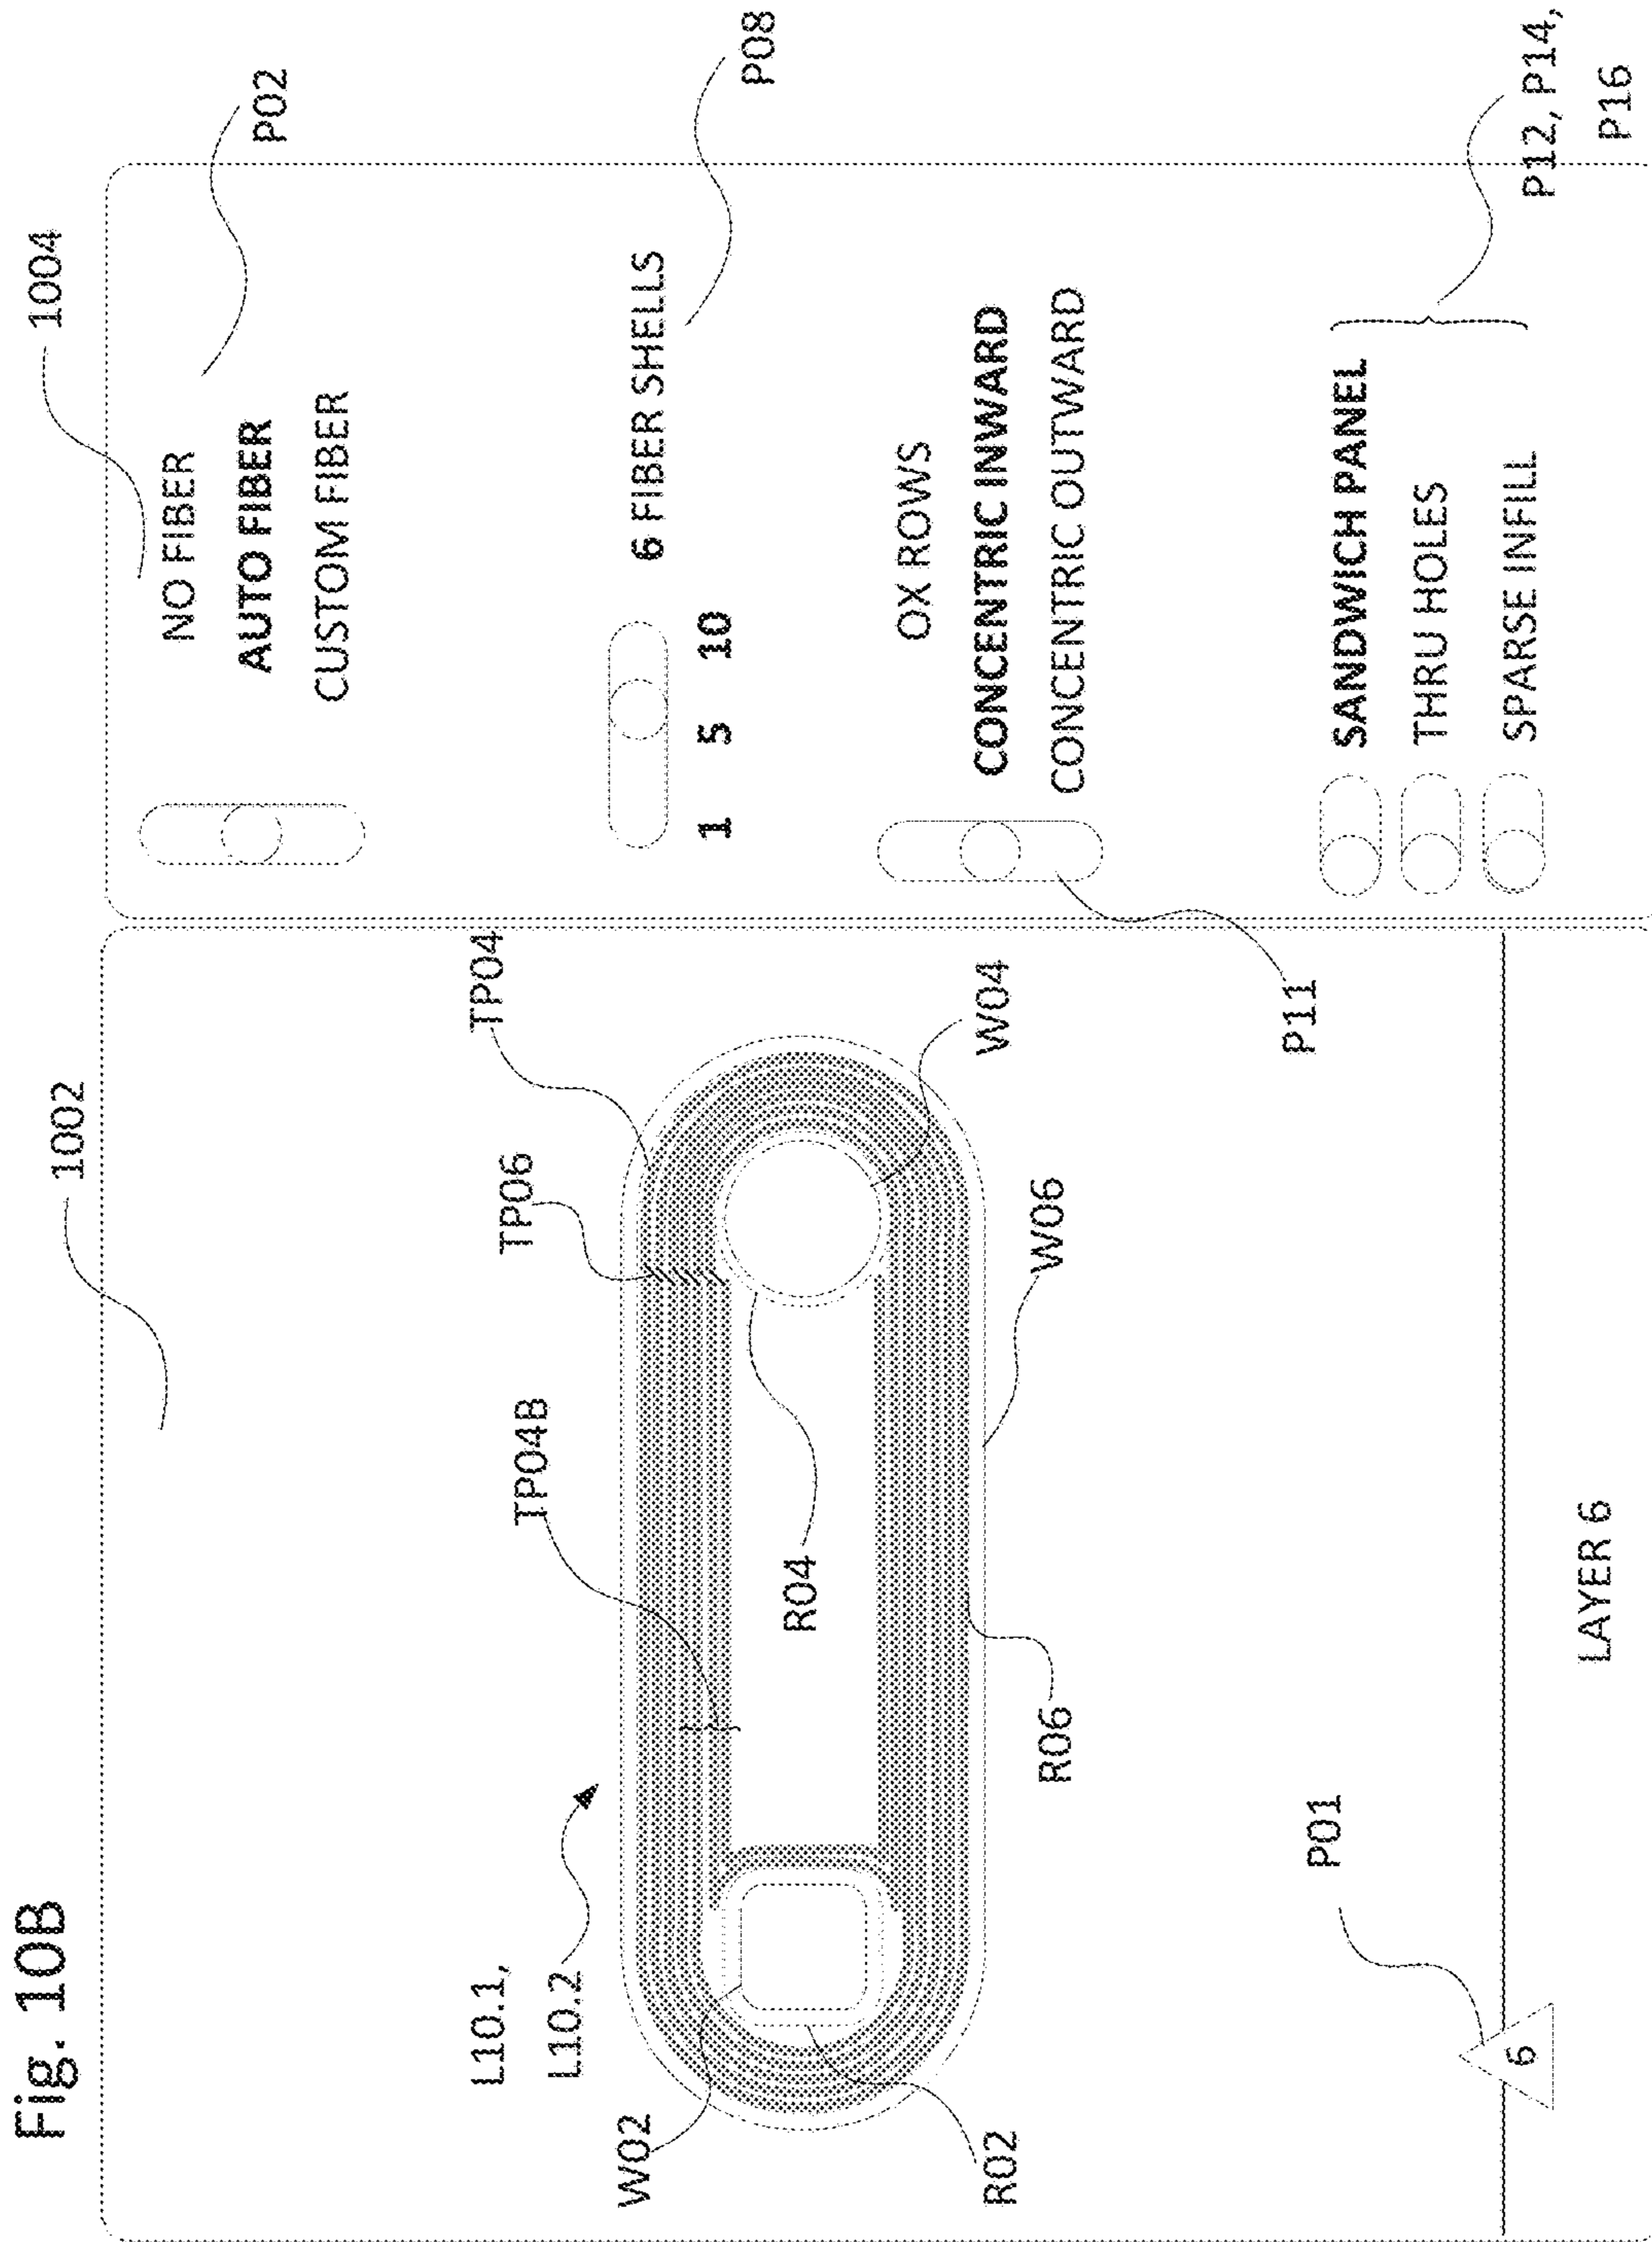 Fig. 10B
1002
1004
NO FIBER
AUTO FIBER
CUSTOM FIBER
P02
L10.1,
L10.2
TP04B
TP06
TP04
W02
R02
R04
W04
R06
W06
6 FIBER SHELLS
1 5 10
P08
OX ROWS
CONCENTRIC INWARD
CONCENTRIC OUTWARD
P11
SANDWICH PANEL
THRU HOLES
SPARSE INFILL
P12, P14,
P16
P01
6
LAYER 6